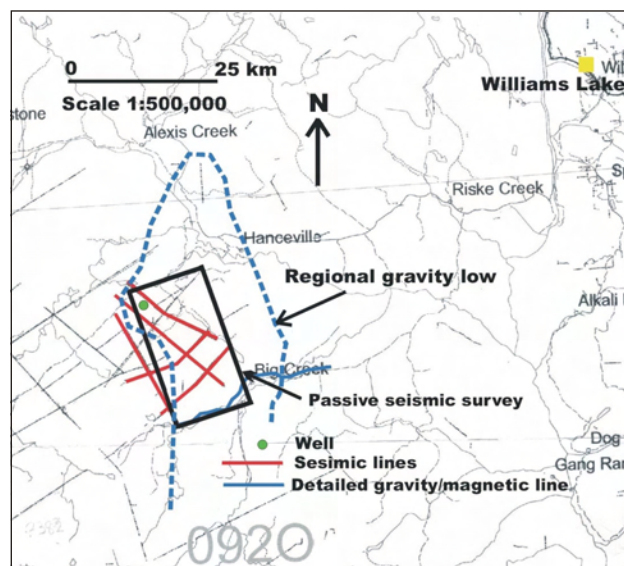 0 25 km
Scale 1:500,000
Williams Lake
stone
Alexis Creek
N
Riske Creek
Hanceville
Regional gravity low
Alkali
Big Creek
Passive seismic survey
Well
Dog
Sesimic lines
Gang Ran
Detailed gravity/magnetic line
092O